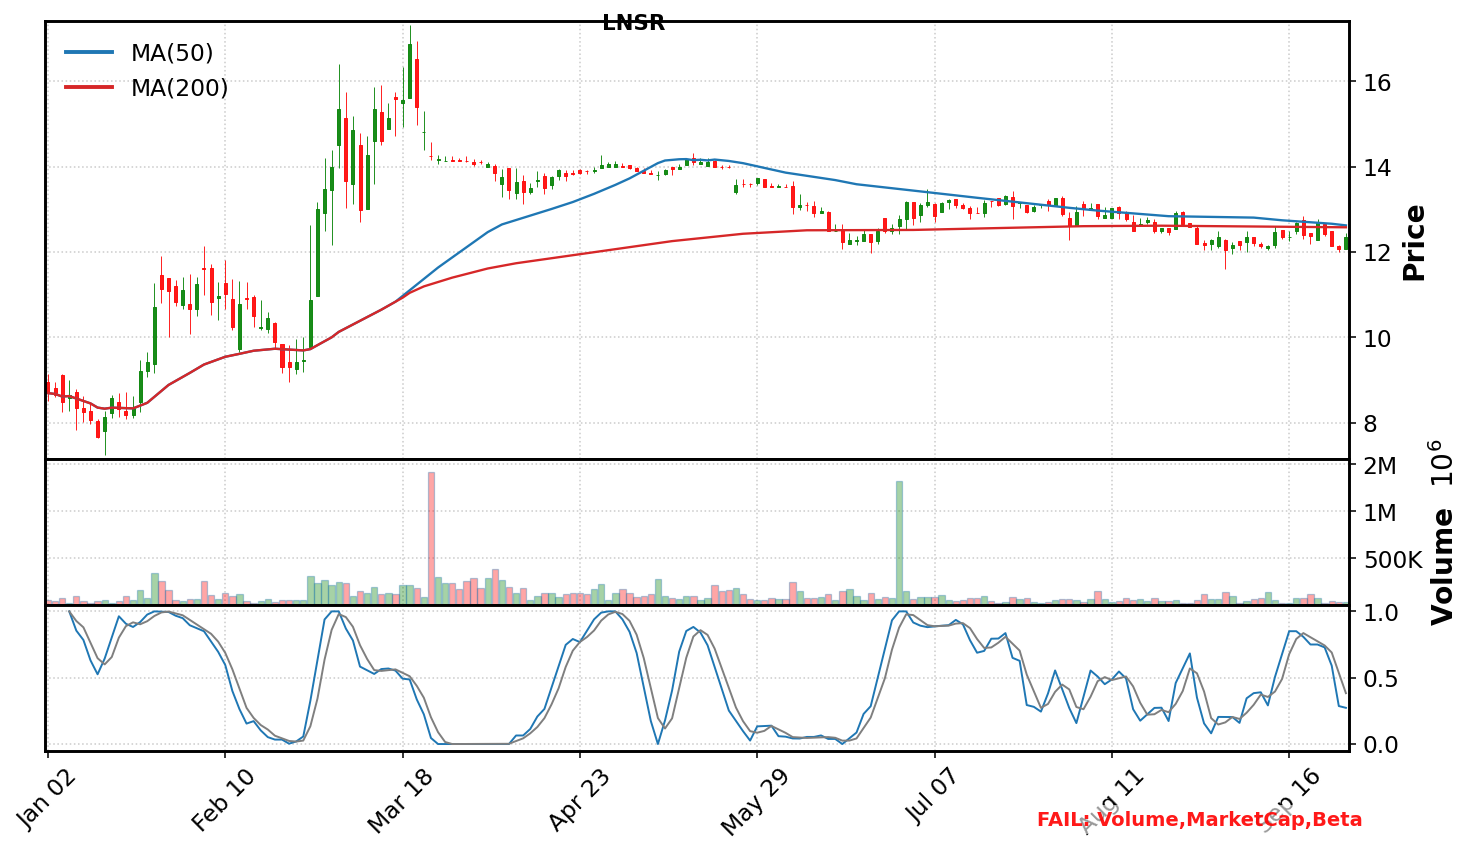 LNSR
MA(50)
MA(200)
16
14
12
10
8
Price
2M
1M
500K
Volume 10^6
1.0
0.5
0.0
Jan 02
Feb 10
Mar 18
Apr 23
May 29
Jul 07
Aug 11
Sep 16
FAIL: Volume,MarketCap,Beta